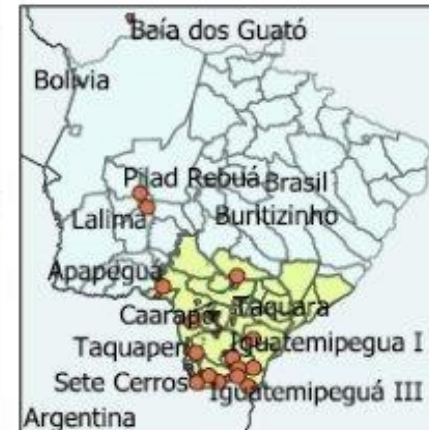 Baía dos Guató
Bolivia
Pilad Rebuá
Brasil
Lalima
Buritizinho
Apapeguá
Caarapó
Taquara
Taquaperi
Iguatemipegua I
Sete Cerros
Iguatemipeguá III
Argentina